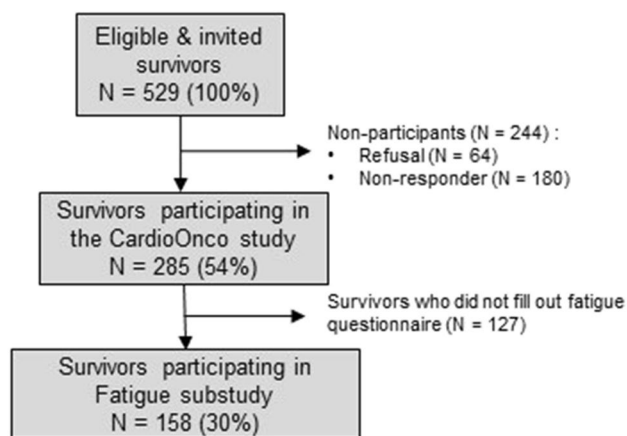 Eligible & invited
survivors
N = 529 (100%)
Non-participants (N = 244) :
• Refusal (N = 64)
• Non-responder (N = 180)
Survivors participating in
the CardioOnco study
N = 285 (54%)
Survivors who did not fill out fatigue
questionnaire (N = 127)
Survivors participating in
Fatigue substudy
N = 158 (30%)